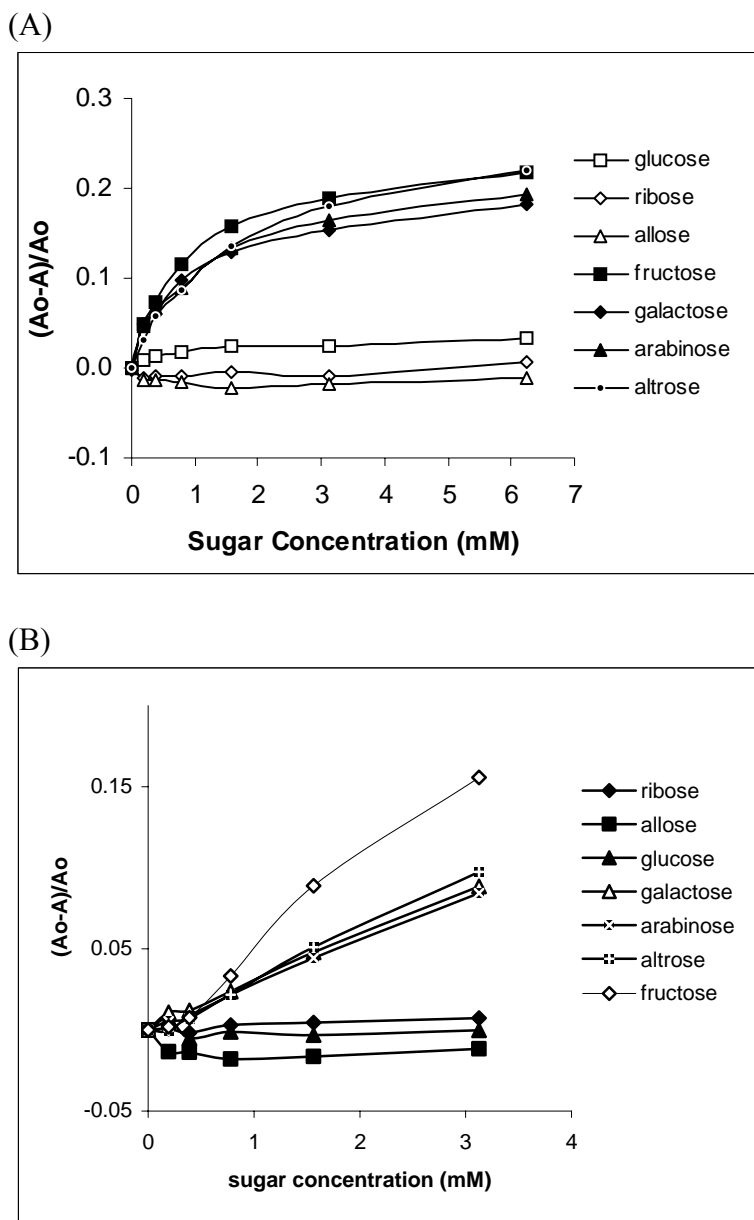 (A)
0.3
0.2
0.1
0.0
-0.1
(Ao-A)/Ao
0 1 2 3 4 5 6 7
Sugar Concentration (mM)
glucose
ribose
allose
fructose
galactose
arabinose
altrose
(B)
0.15
0.05
-0.05
(Ao-A)/Ao
0 1 2 3 4
sugar concentration (mM)
ribose
allose
glucose
galactose
arabinose
altrose
fructose